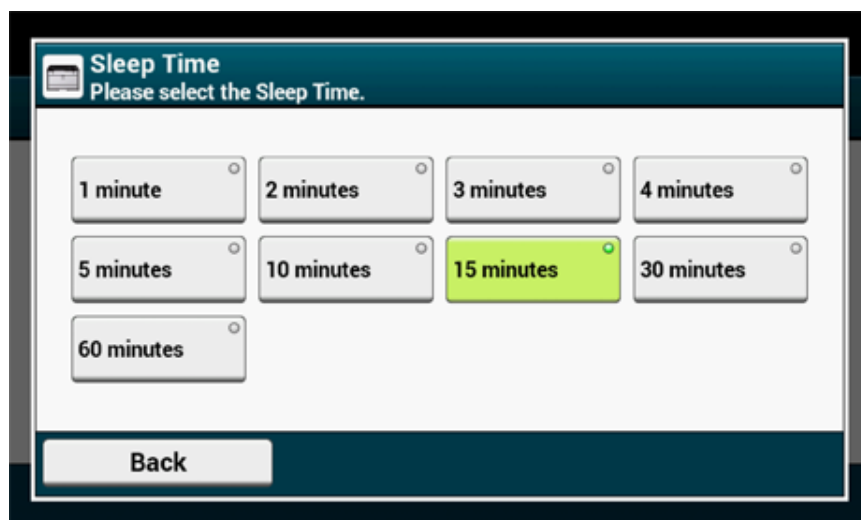 Sleep Time
Please select the Sleep Time.
1 minute
2 minutes
3 minutes
4 minutes
5 minutes
10 minutes
15 minutes
30 minutes
60 minutes
Back